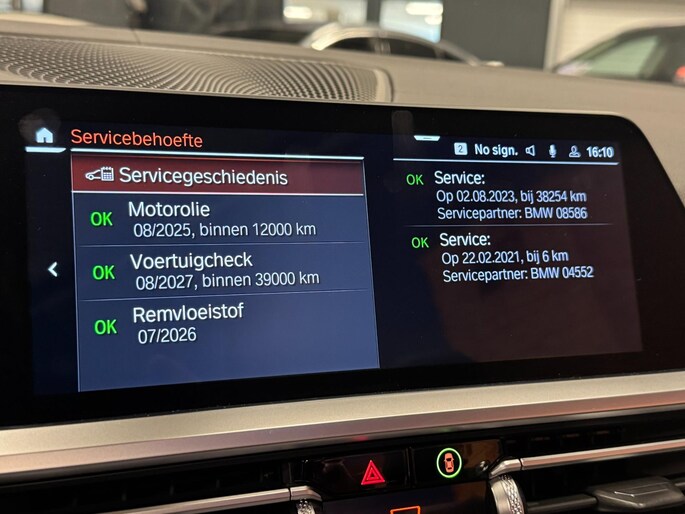 Servicebehoefte
2 No sign. 16:10
Servicegeschiedenis
OK Motorolie
08/2025, binnen 12000 km
OK Voertuigcheck
08/2027, binnen 39000 km
OK Remvloeistof
07/2026
OK Service:
Op 02.08.2023, bij 38254 km
Servicepartner: BMW 08586
OK Service:
Op 22.02.2021, bij 6 km
Servicepartner: BMW 04552